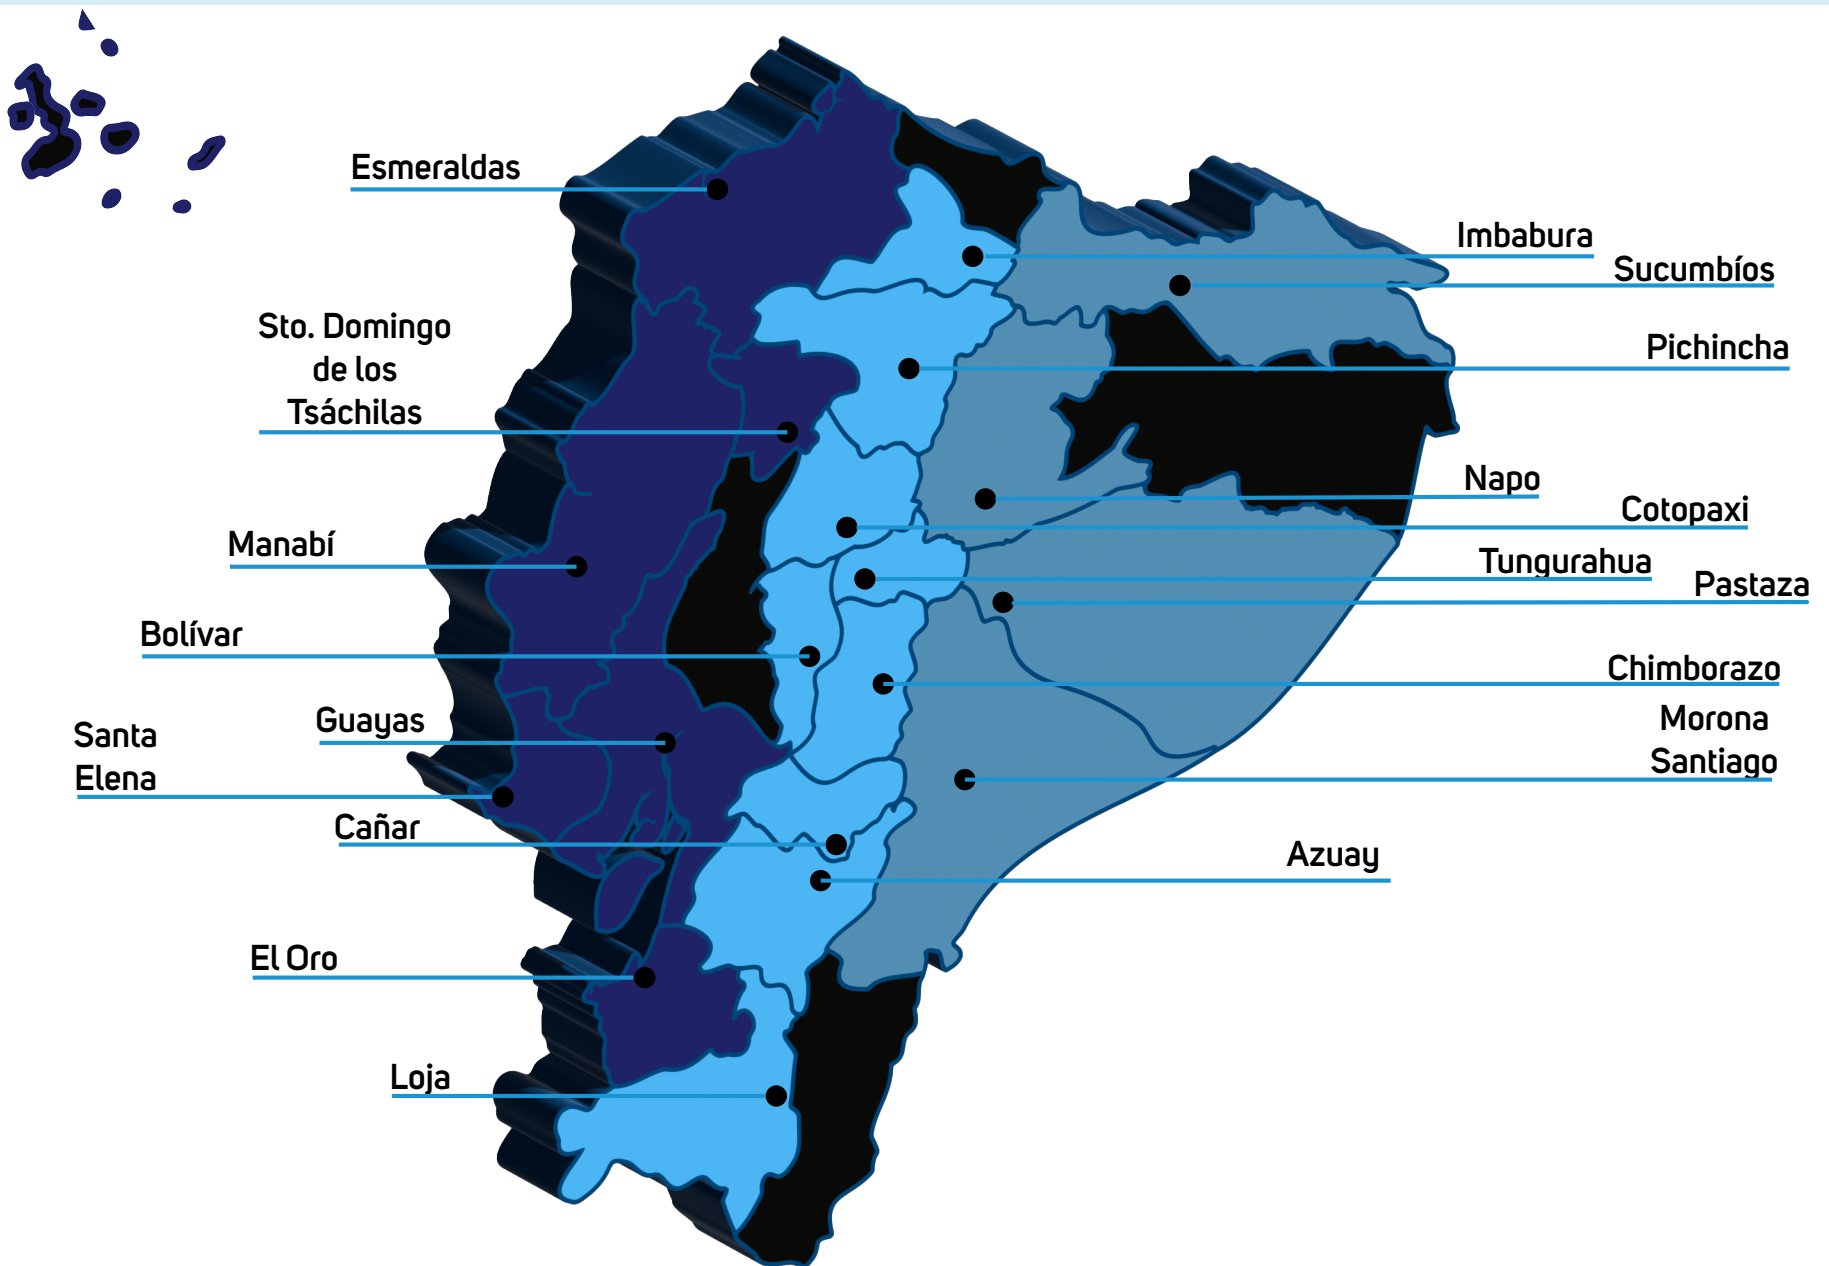 Esmeraldas
Imbabura
Sucumbíos
Sto. Domingo
de los
Tsáchilas
Pichincha
Napo
Cotopaxi
Manabí
Tungurahua
Pastaza
Bolívar
Chimborazo
Guayas
Santa
Elena
Morona
Santiago
Cañar
Azuay
El Oro
Loja